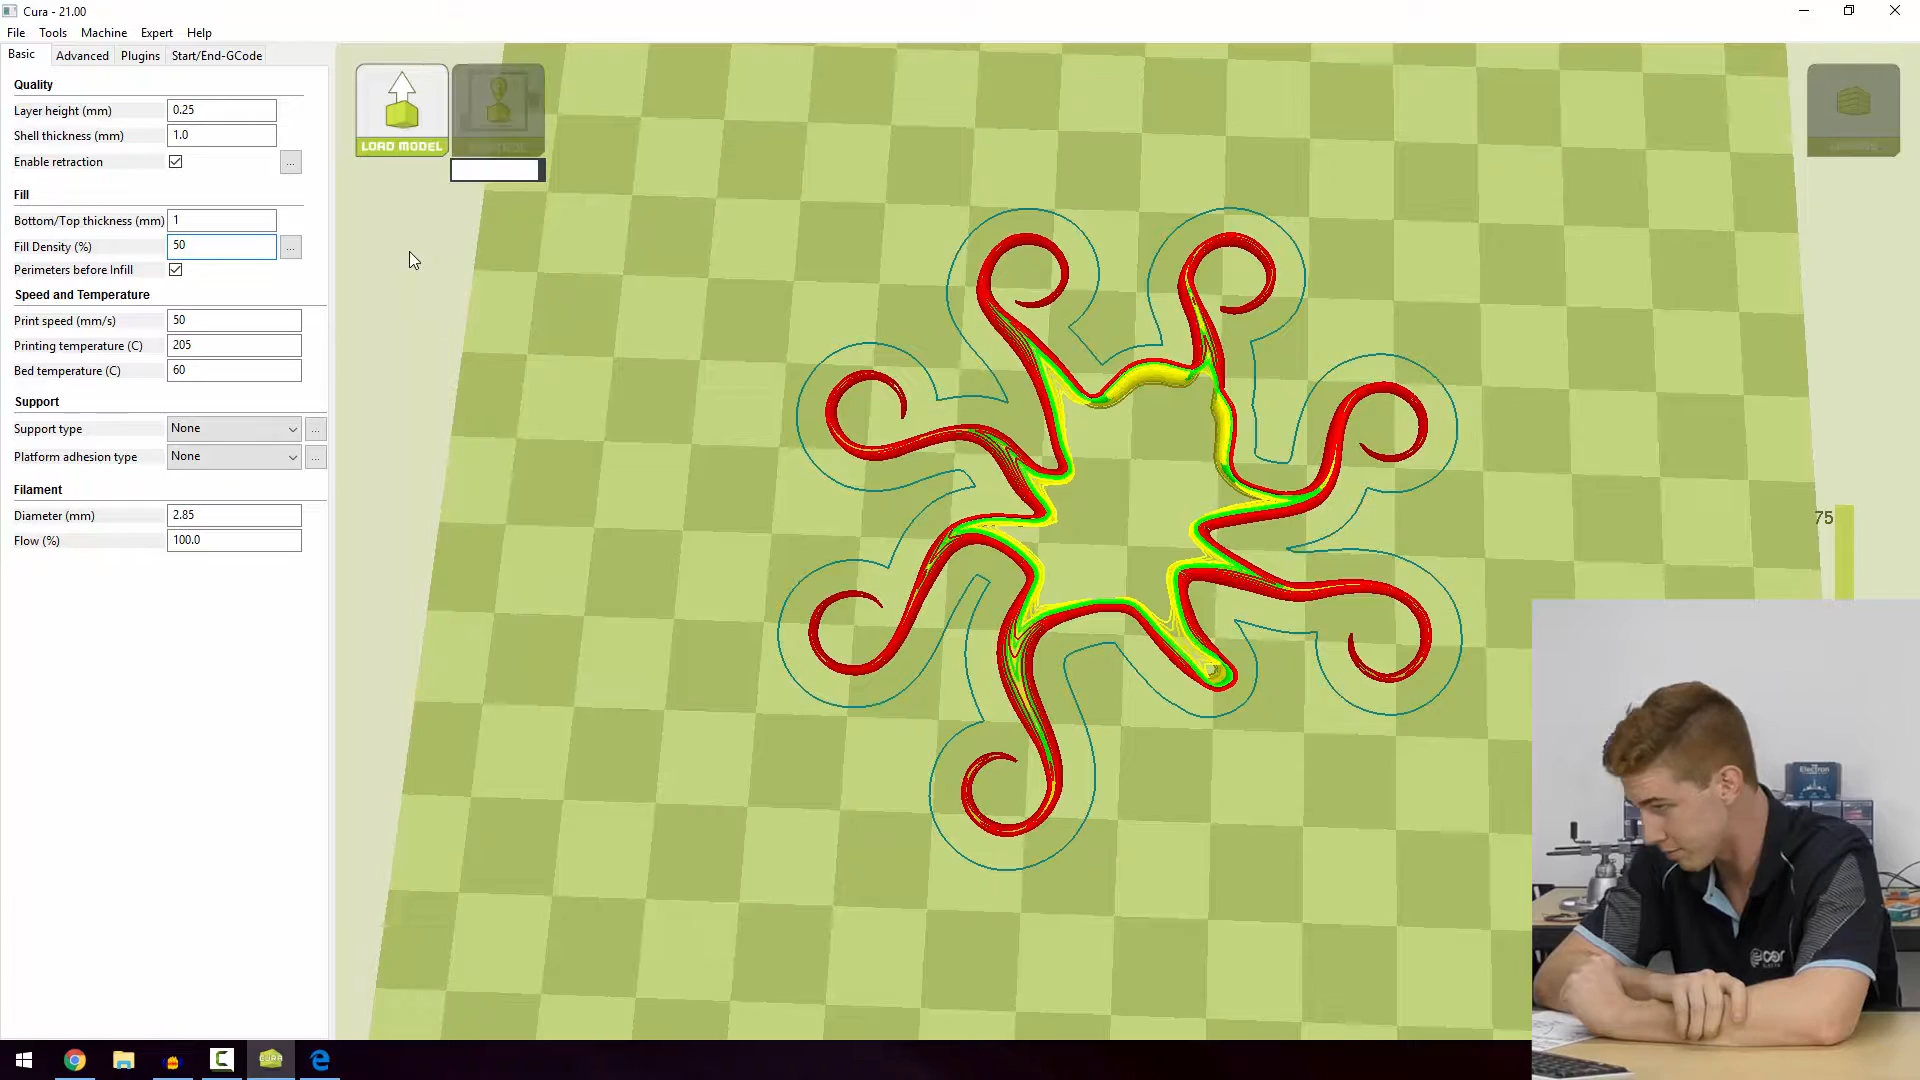 Cura - 21.00
File Tools Machine Expert Help
Basic Advanced Plugins Start/End-GCode
Quality
Layer height (mm) 0.25
Shell thickness (mm) 1.0
Enable retraction ...
Fill
Bottom/Top thickness (mm) 1
Fill Density (%) 50 ...
Perimeters before Infill
Speed and Temperature
Print speed (mm/s) 50
Printing temperature (C) 205
Bed temperature (C) 60
Support
Support type None ...
Platform adhesion type None ...
Filament
Diameter (mm) 2.85
Flow (%) 100.0
LOAD MODEL
75
Electron
CURA